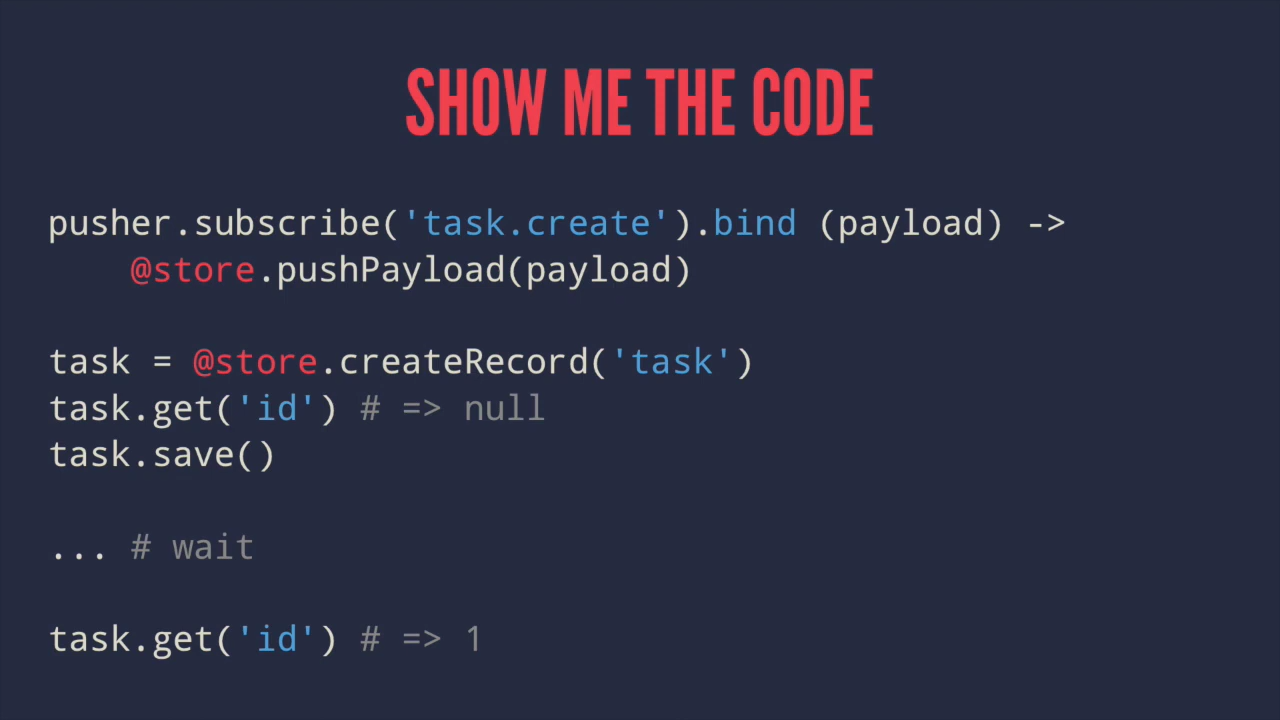 SHOW ME THE CODE
pusher.subscribe('task.create').bind (payload) ->
    @store.pushPayload(payload)
task = @store.createRecord('task')
task.get('id') # => null
task.save()
... # wait
task.get('id') # => 1